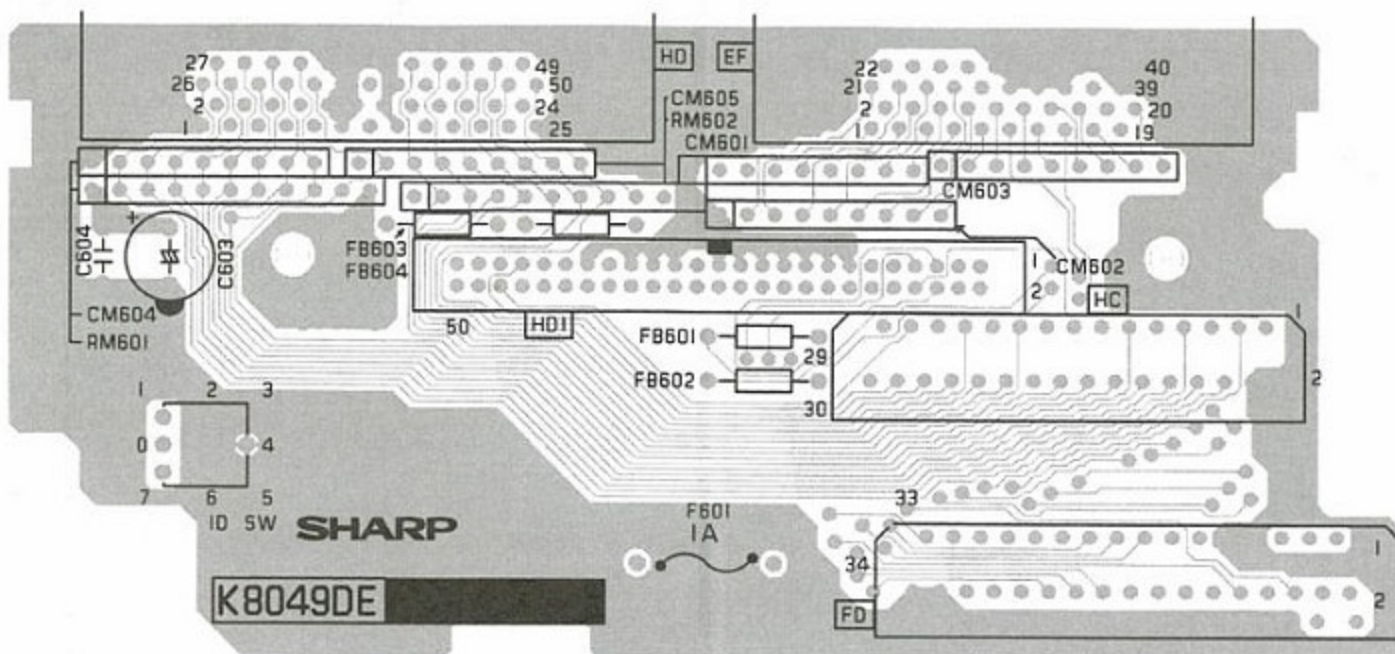 27
49
HD
EF
22
40
26
50
21
39
2
24
CM605
2
20
1
25
RM602
1
19
CM601
CM603
+
C604
C603
FB603
FB604
1
2
CM602
HC
CM604
RM601
50
HD1
FB601
29
1
FB602
30
2
1
2
3
0
4
7
6
5
ID SW
33
SHARP
F601
1A
34
1
K8049DE
FD
2